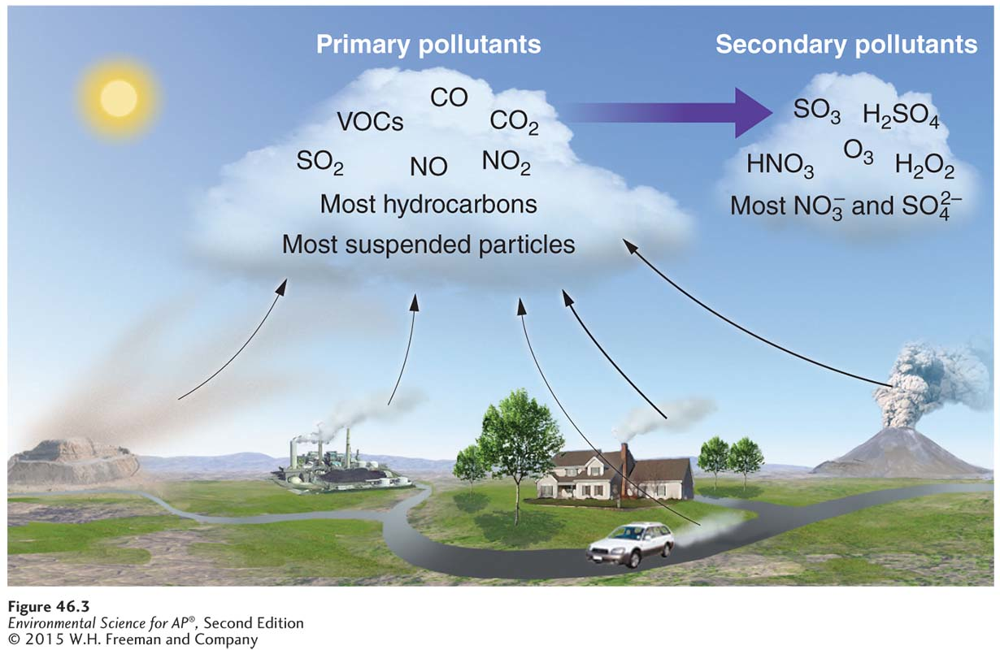 Primary pollutants
Secondary pollutants
CO
VOCs
CO₂
SO₂
NO
NO₂
Most hydrocarbons
Most suspended particles
SO₃
H₂SO₄
HNO₃
O₃
H₂O₂
Most NO₃⁻ and SO₄²⁻
Figure 46.3
Environmental Science for AP®, Second Edition
© 2015 W.H. Freeman and Company